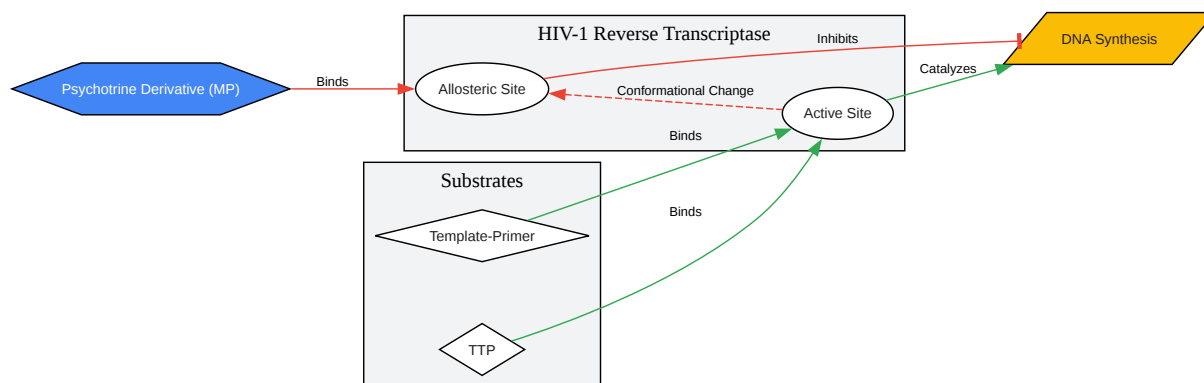 HIV-1 Reverse Transcriptase
Inhibits
DNA Synthesis
Catalyzes
Psychotrine Derivative (MP)
Binds
Allosteric Site
Conformational Change
Active Site
Binds
Substrates
Binds
Template-Primer
TTP